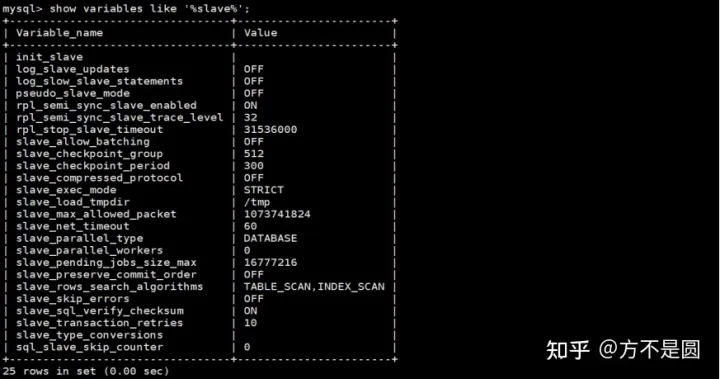 mysql> show variables like '%slave%';
+------------------------------+-----------------------+
| Variable_name | Value |
+------------------------------+-----------------------+
| init_slave | |
| log_slave_updates | OFF |
| log_slow_slave_statements | OFF |
| pseudo_slave_mode | OFF |
| rpl_semi_sync_slave_enabled | ON |
| rpl_semi_sync_slave_trace_level | 32 |
| rpl_stop_slave_timeout | 31536000 |
| slave_allow_batching | OFF |
| slave_checkpoint_group | 512 |
| slave_checkpoint_period | 300 |
| slave_compressed_protocol | OFF |
| slave_exec_mode | STRICT |
| slave_load_tmpdir | /tmp |
| slave_max_allowed_packet | 1073741824 |
| slave_net_timeout | 60 |
| slave_parallel_type | DATABASE |
| slave_parallel_workers | 0 |
| slave_pending_jobs_size_max | 16777216 |
| slave_preserve_commit_order | OFF |
| slave_rows_search_algorithms | TABLE_SCAN,INDEX_SCAN |
| slave_skip_errors | OFF |
| slave_sql_verify_checksum | ON |
| slave_transaction_retries | 10 |
| slave_type_conversions | |
| sql_slave_skip_counter | 0 |
+------------------------------+-----------------------+
25 rows in set (0.00 sec)
知乎 @方不是圆